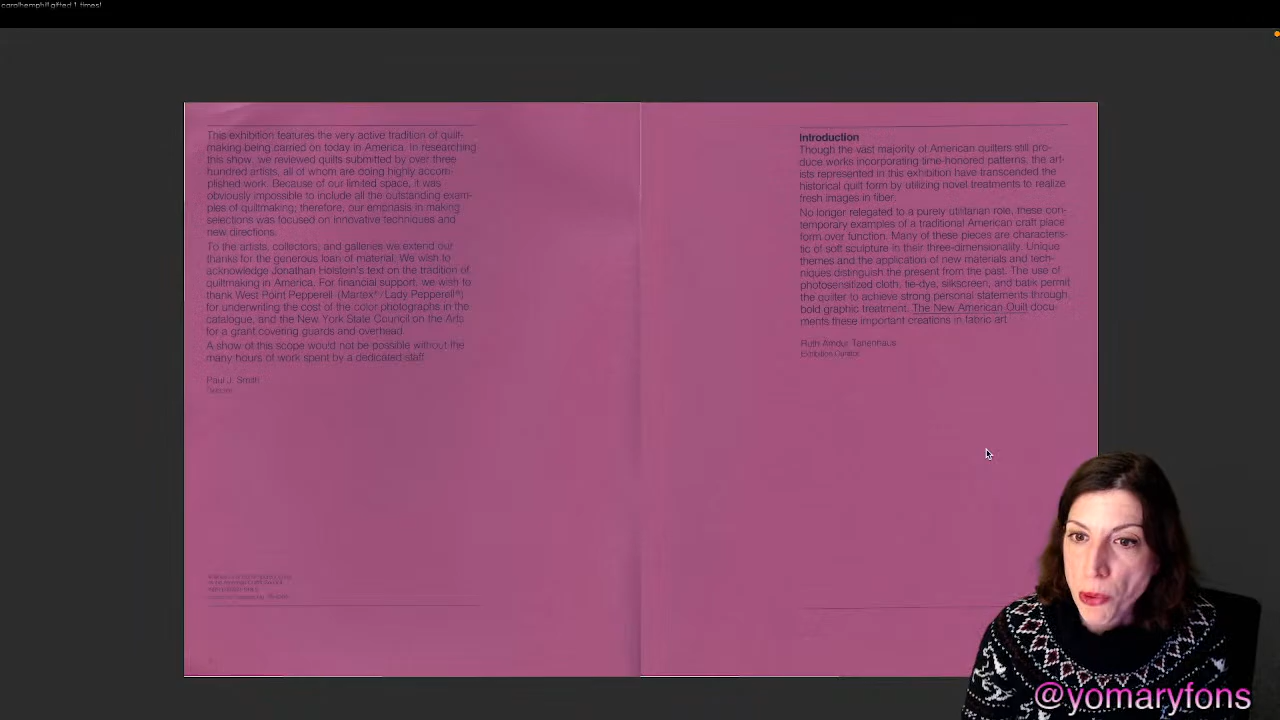 carolhemphill gifted 1 times!
This exhibition features the very active tradition of quilt-
making being carried on today in America. In researching
this show, we reviewed quilts submitted by over three
hundred artists, all of whom are doing highly accom-
plished work. Because of our limited space, it was
obviously impossible to include all the outstanding exam-
ples of quiltmaking; therefore, our emphasis in making
selections was focused on innovative techniques and
new directions.
To the artists, collectors, and galleries we extend our
thanks for the generous loan of material. We wish to
acknowledge Jonathan Holstein's text on the tradition of
quiltmaking in America. For financial support, we wish to
thank West Point Pepperell (Martex®/Lady Pepperell®)
for underwriting the cost of the color photographs in the
catalogue, and the New York State Council on the Arts
for a grant covering guards and overhead.
A show of this scope would not be possible without the
many hours of work spent by a dedicated staff.
Paul J. Smith
Director
Introduction
Though the vast majority of American quilters still pro-
duce works incorporating time-honored patterns, the art-
ists represented in this exhibition have transcended the
historical quilt form by utilizing novel treatments to realize
fresh images in fiber.
No longer relegated to a purely utilitarian role, these con-
temporary examples of a traditional American craft place
form over function. Many of these pieces are characteris-
tic of soft sculpture in their three-dimensionality. Unique
themes and the application of new materials and tech-
niques distinguish the present from the past. The use of
photosensitized cloth, tie-dye, silkscreen, and batik permit
the quilter to achieve strong personal statements through
bold graphic treatment. The New American Quilt docu-
ments these important creations in fabric art.
Ruth Amdur Tanenhaus
Exhibition Curator
@yomaryfons